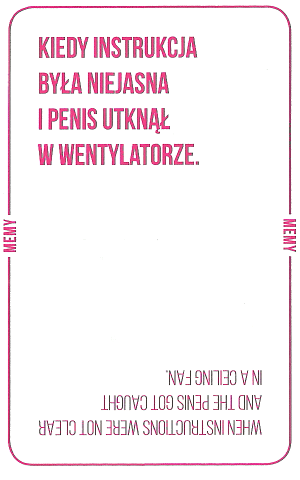 KIEDY INSTRUKCJA
BYŁA NIEJASNA
I PENIS UTKNĄŁ
W WENTYLATORZE.
MEMY
MEMY
WHEN INSTRUCTIONS WERE NOT CLEAR
AND THE PENIS GOT CAUGHT
IN A CEILING FAN.